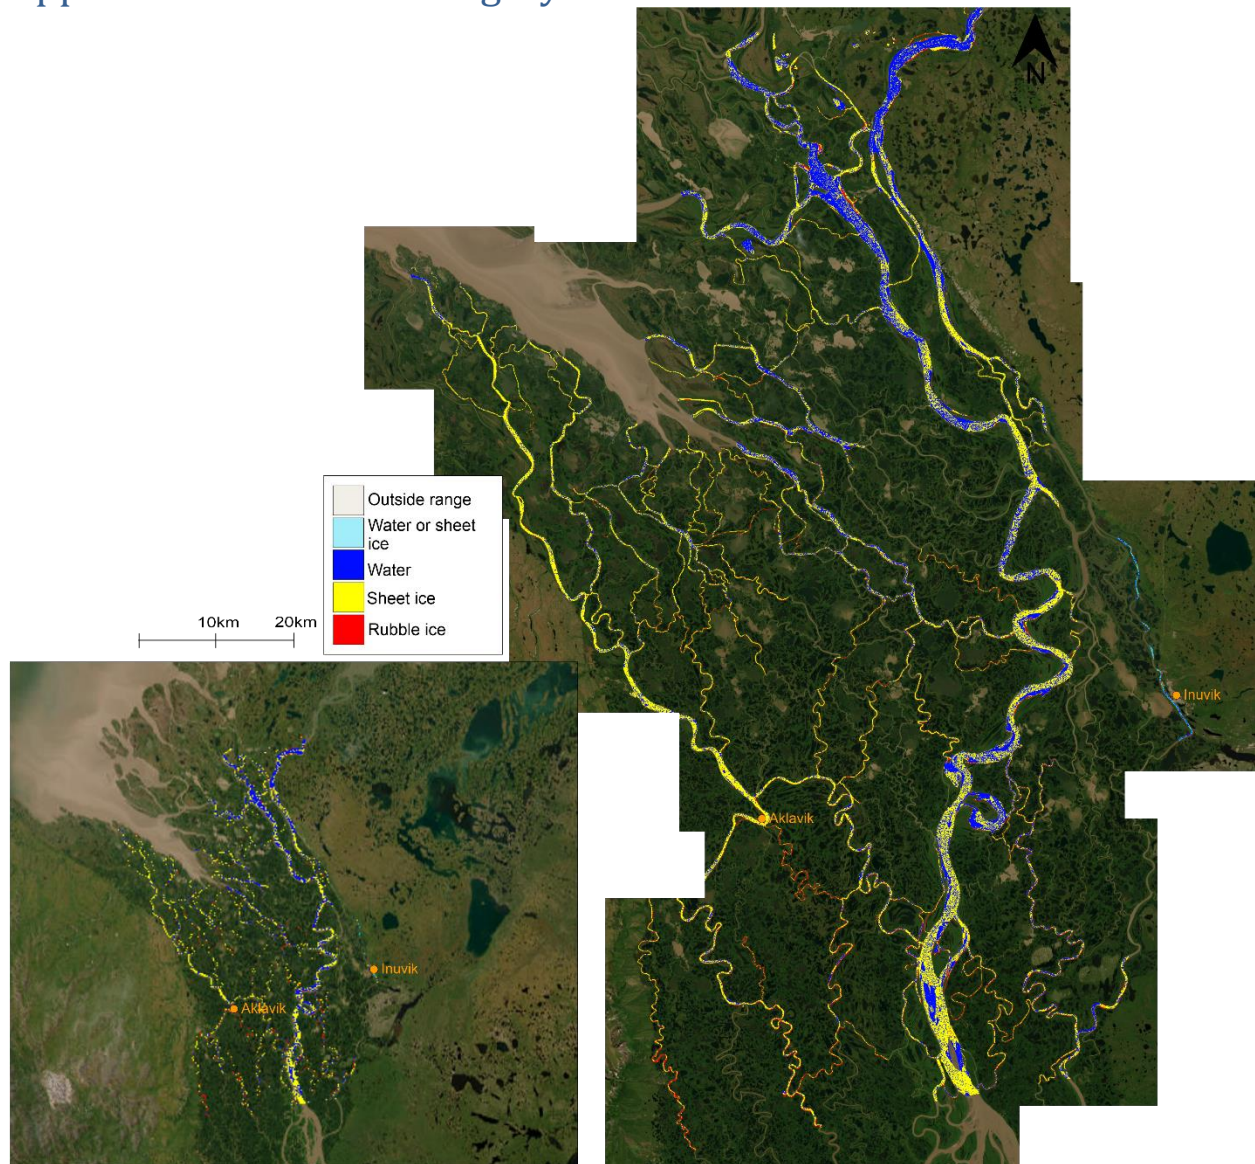 N
Outside range
Water or sheet
ice
Water
Sheet ice
Rubble ice
10km
20km
Inuvik
Aklavik
Inuvik
Aklavik